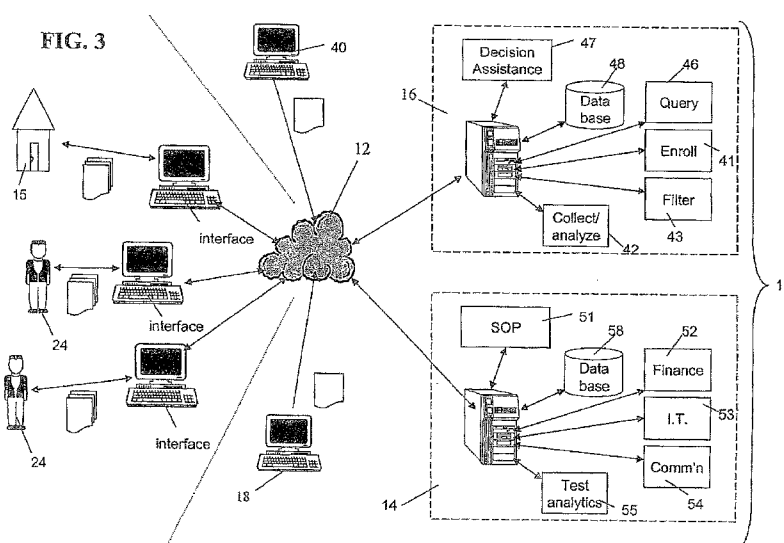 FIG. 3
40
12
15
interface
24
interface
24
interface
18
16
Decision
Assistance
47
48
Data
base
46
Query
Enroll
41
Filter
43
Collect/
analyze
42
1
SOP
51
58
Data
base
52
Finance
I.T.
53
Comm'n
54
Test
analytics
55
14